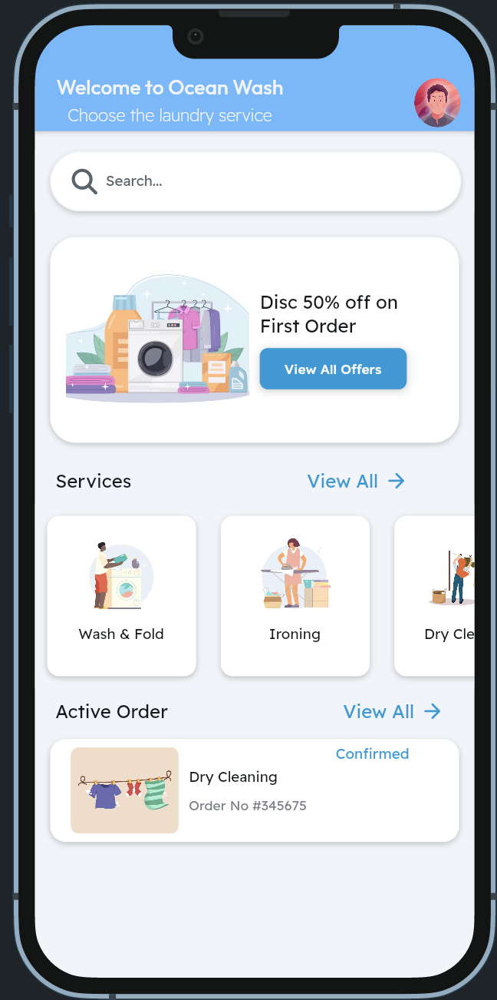 Welcome to Ocean Wash
Choose the laundry service
Search...
Disc 50% off on
First Order
View All Offers
Services
View All
Wash & Fold
Ironing
Dry Cle
Active Order
View All
Confirmed
Dry Cleaning
Order No #345675